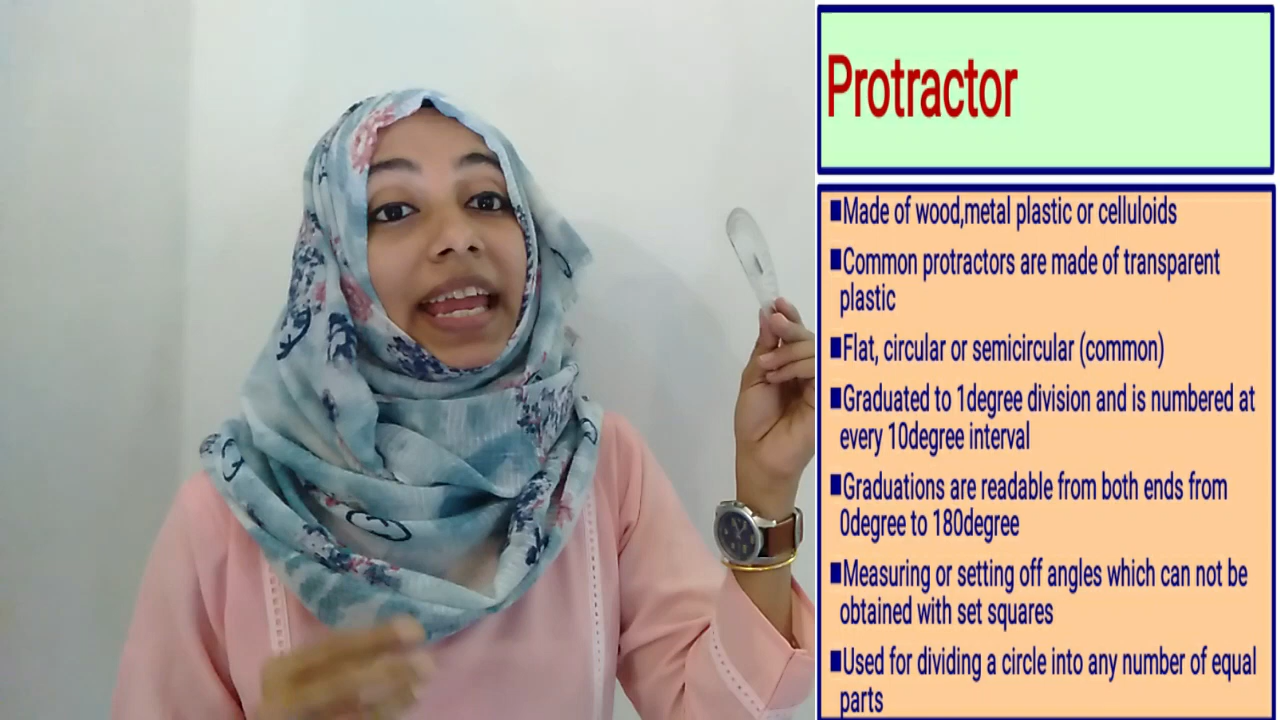 Protractor
■Made of wood,metal plastic or celluloids
■Common protractors are made of transparent
plastic
■Flat, circular or semicircular (common)
■Graduated to 1degree division and is numbered at
every 10degree interval
■Graduations are readable from both ends from
0degree to 180degree
■Measuring or setting off angles which can not be
obtained with set squares
■Used for dividing a circle into any number of equal
parts